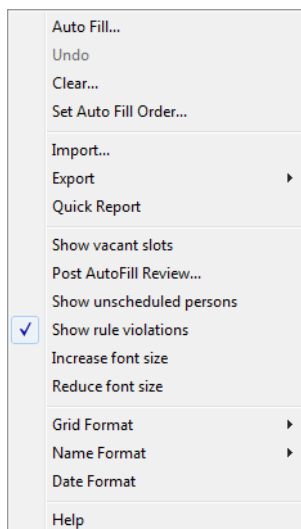 Auto Fill...
Undo
Clear...
Set Auto Fill Order...
Import...
Export
Quick Report
Show vacant slots
Post AutoFill Review...
Show unscheduled persons
Show rule violations
Increase font size
Reduce font size
Grid Format
Name Format
Date Format
Help